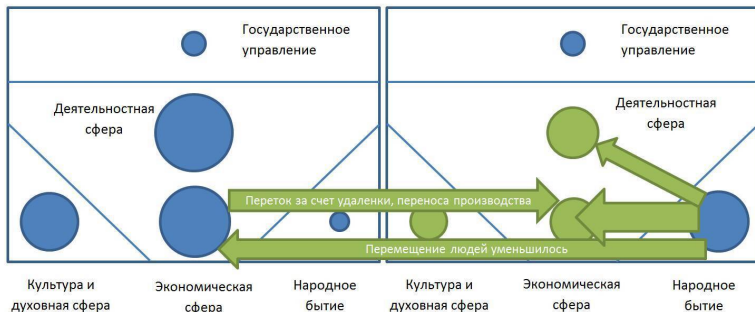 Государственное
управление
Государственное
управление
Деятельностная
сфера
Деятельностная
сфера
Переток за счет удаленки, переноса производства
Перемещение людей уменьшилось
Культура и
духовная сфера
Экономическая
сфера
Народное
бытие
Культура и
духовная сфера
Экономическая
сфера
Народное
бытие